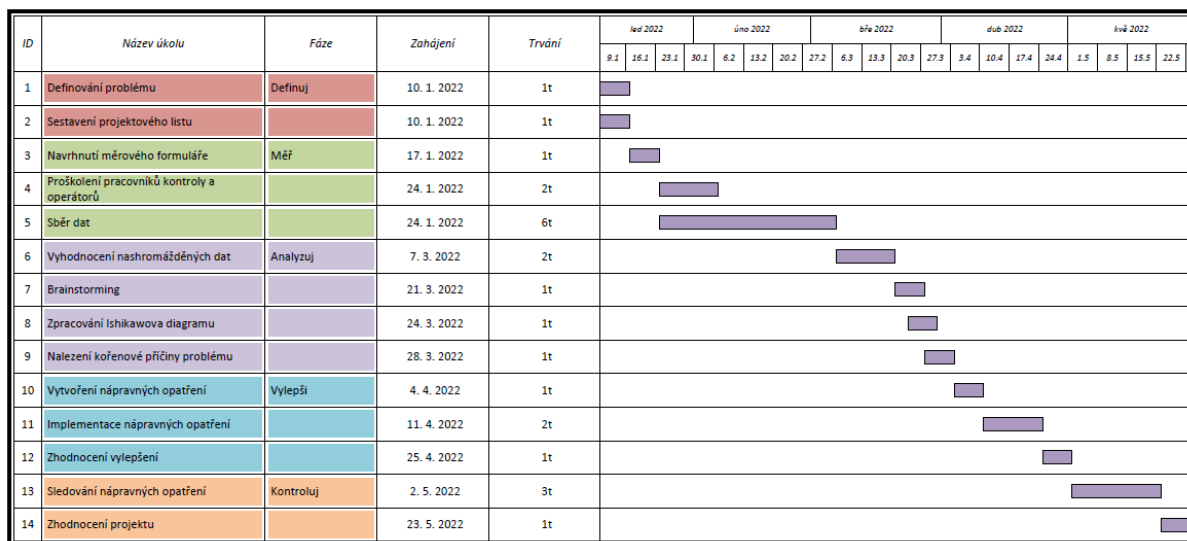 ID Název úkolu Fáze Zahájení Trvání led 2022 úno 2022 bře 2022 dub 2022 kvě 2022
9.1 16.1 23.1 30.1 6.2 13.2 20.2 27.2 6.3 13.3 20.3 27.3 3.4 10.4 17.4 24.4 1.5 8.5 15.5 22.5
1 Definování problému Definuj 10. 1. 2022 1t
2 Sestavení projektového listu 10. 1. 2022 1t
3 Navrhnutí měrového formuláře Měř 17. 1. 2022 1t
4 Proškolení pracovníků kontroly a
operátorů 24. 1. 2022 2t
5 Sběr dat 24. 1. 2022 6t
6 Vyhodnocení nashromážděných dat Analyzuj 7. 3. 2022 2t
7 Brainstorming 21. 3. 2022 1t
8 Zpracování Ishikawova diagramu 24. 3. 2022 1t
9 Nalezení kořenové příčiny problému 28. 3. 2022 1t
10 Vytvoření nápravných opatření Vylepši 4. 4. 2022 1t
11 Implementace nápravných opatření 11. 4. 2022 2t
12 Zhodnocení vylepšení 25. 4. 2022 1t
13 Sledování nápravných opatření Kontroluj 2. 5. 2022 3t
14 Zhodnocení projektu 23. 5. 2022 1t